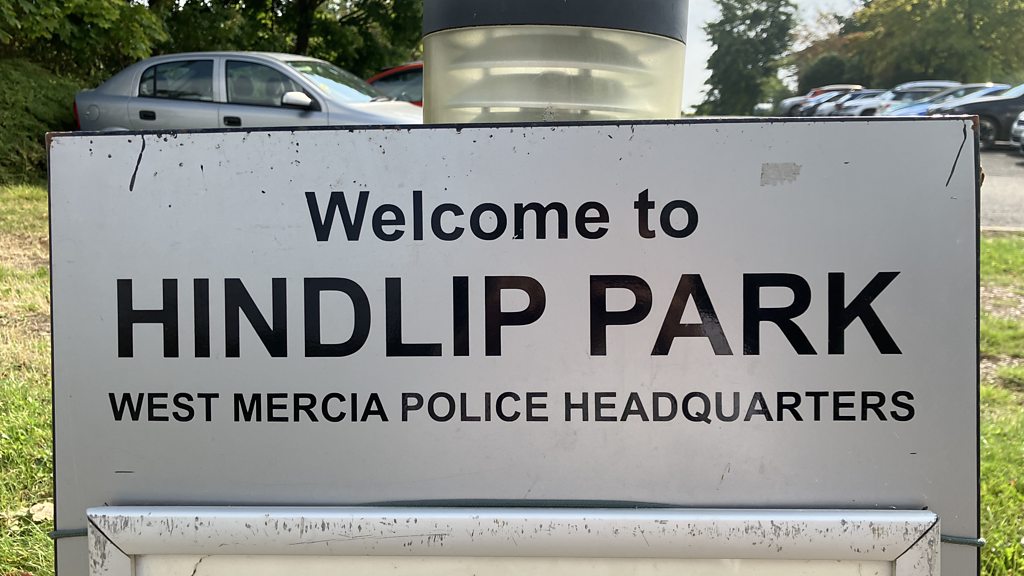 Welcome to
HINDLIP PARK
WEST MERCIA POLICE HEADQUARTERS